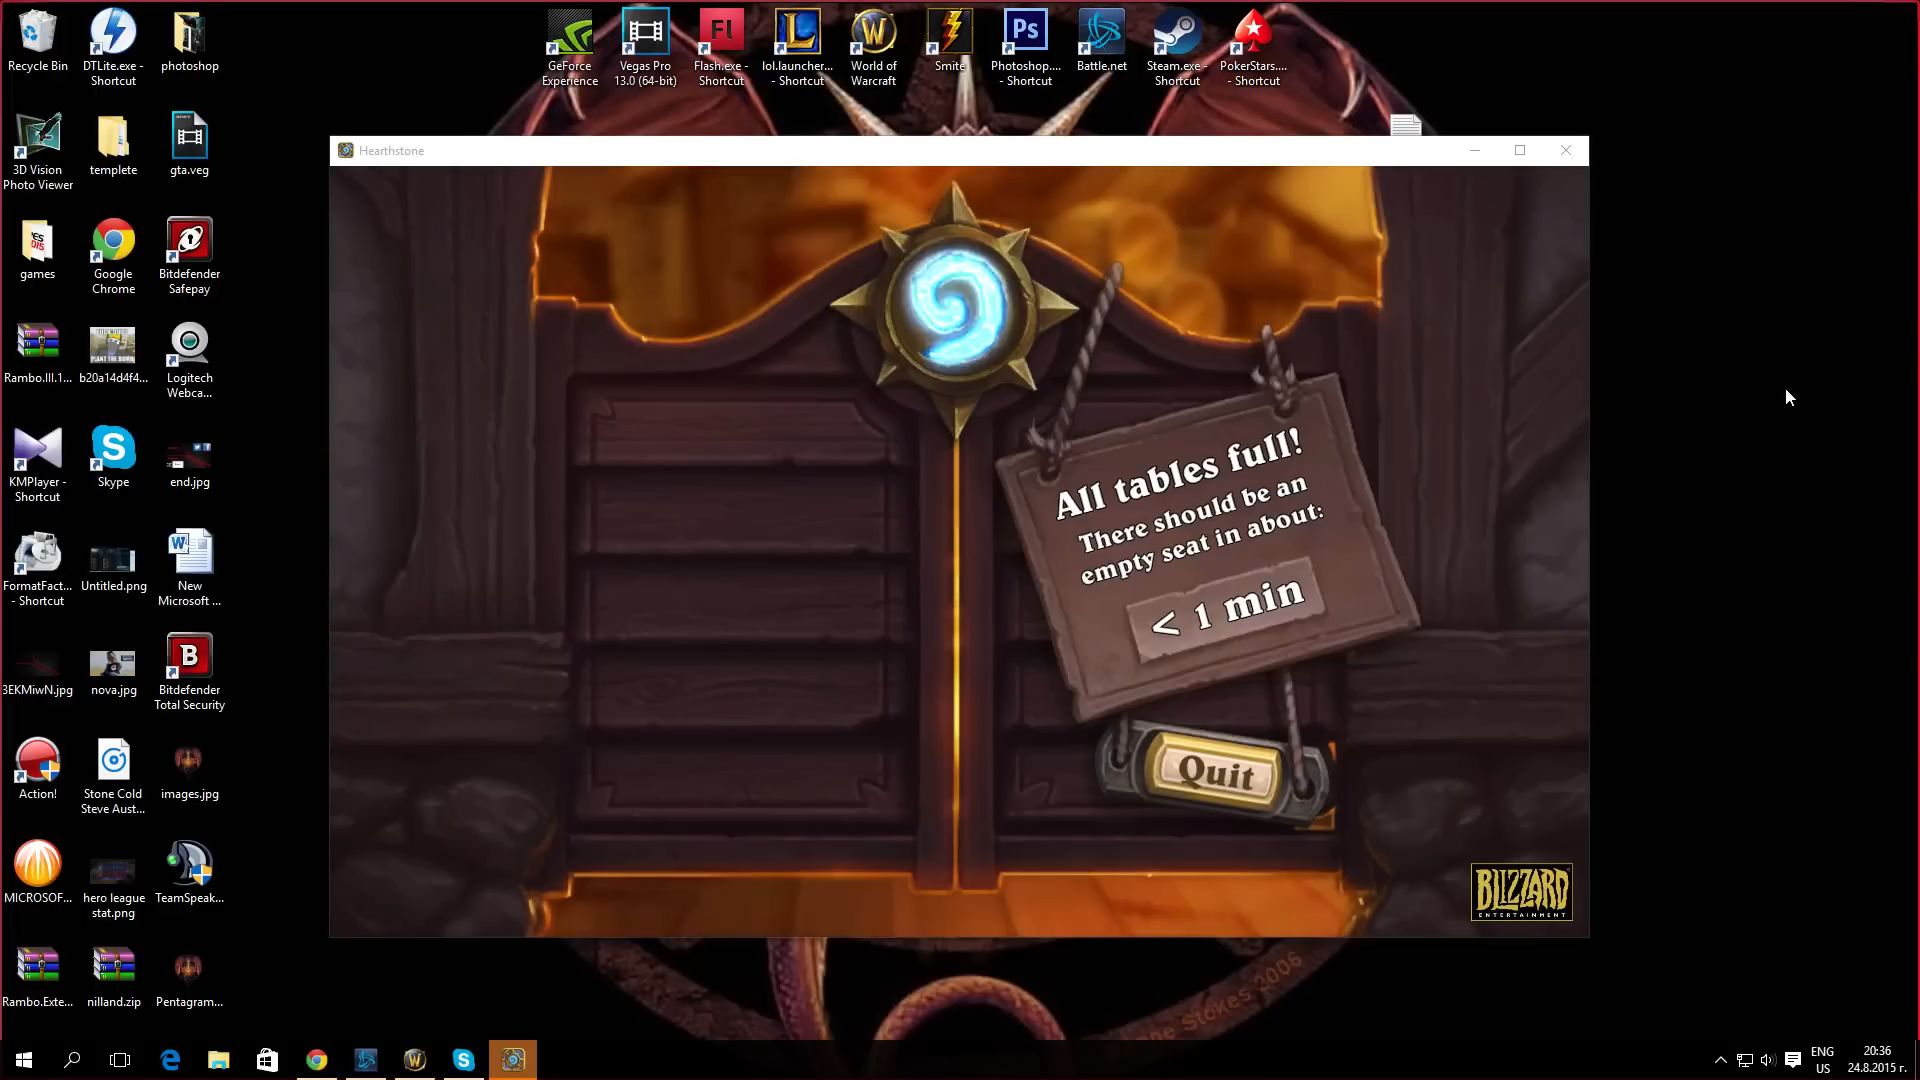 Recycle Bin
DTLite.exe -
Shortcut
photoshop
GeForce
Experience
Vegas Pro
13.0 (64-bit)
Fl
Flash.exe -
Shortcut
lol.launcher...
- Shortcut
World of
Warcraft
Smite
Ps
Photoshop....
- Shortcut
Battle.net
Steam.exe -
Shortcut
PokerStars....
- Shortcut
3D Vision
Photo Viewer
templete
gta.veg
games
Google
Chrome
Bitdefender
Safepay
Rambo.III.1...
b20a14d4f4...
Logitech
Webca...
KMPlayer -
Shortcut
Skype
end.jpg
FormatFact...
- Shortcut
Untitled.png
New
Microsoft ...
3EKMiwN.jpg
nova.jpg
Bitdefender
Total Security
Action!
Stone Cold
Steve Aust...
images.jpg
MICROSOF...
hero league
stat.png
TeamSpeak...
Rambo.Exte...
nilland.zip
Pentagram...
Hearthstone
All tables full!
There should be an
empty seat in about:
< 1 min
Quit
BLIZZARD
ENTERTAINMENT
Stokes 2006
ENG
US
20:36
24.8.2015 г.